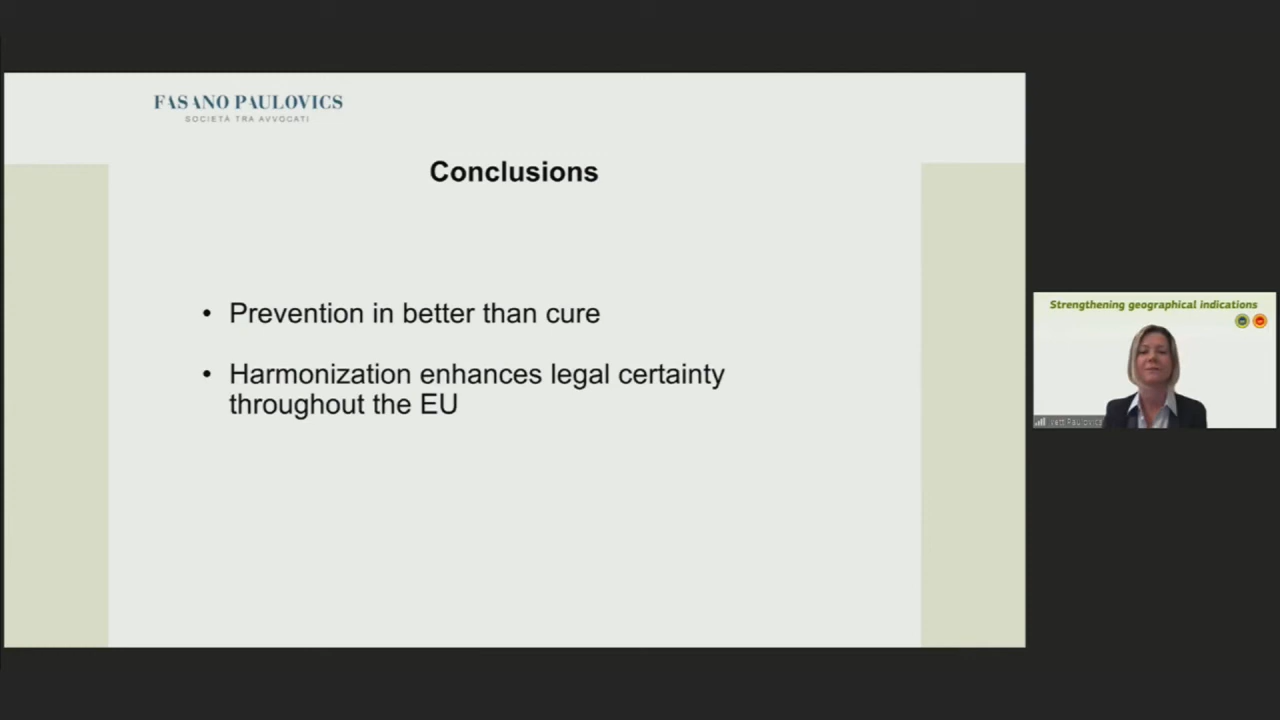 FASANO PAULOVICS
SOCIETÀ TRA AVVOCATI
Conclusions
• Prevention in better than cure
• Harmonization enhances legal certainty
throughout the EU
Strengthening geographical indications
Paulovics